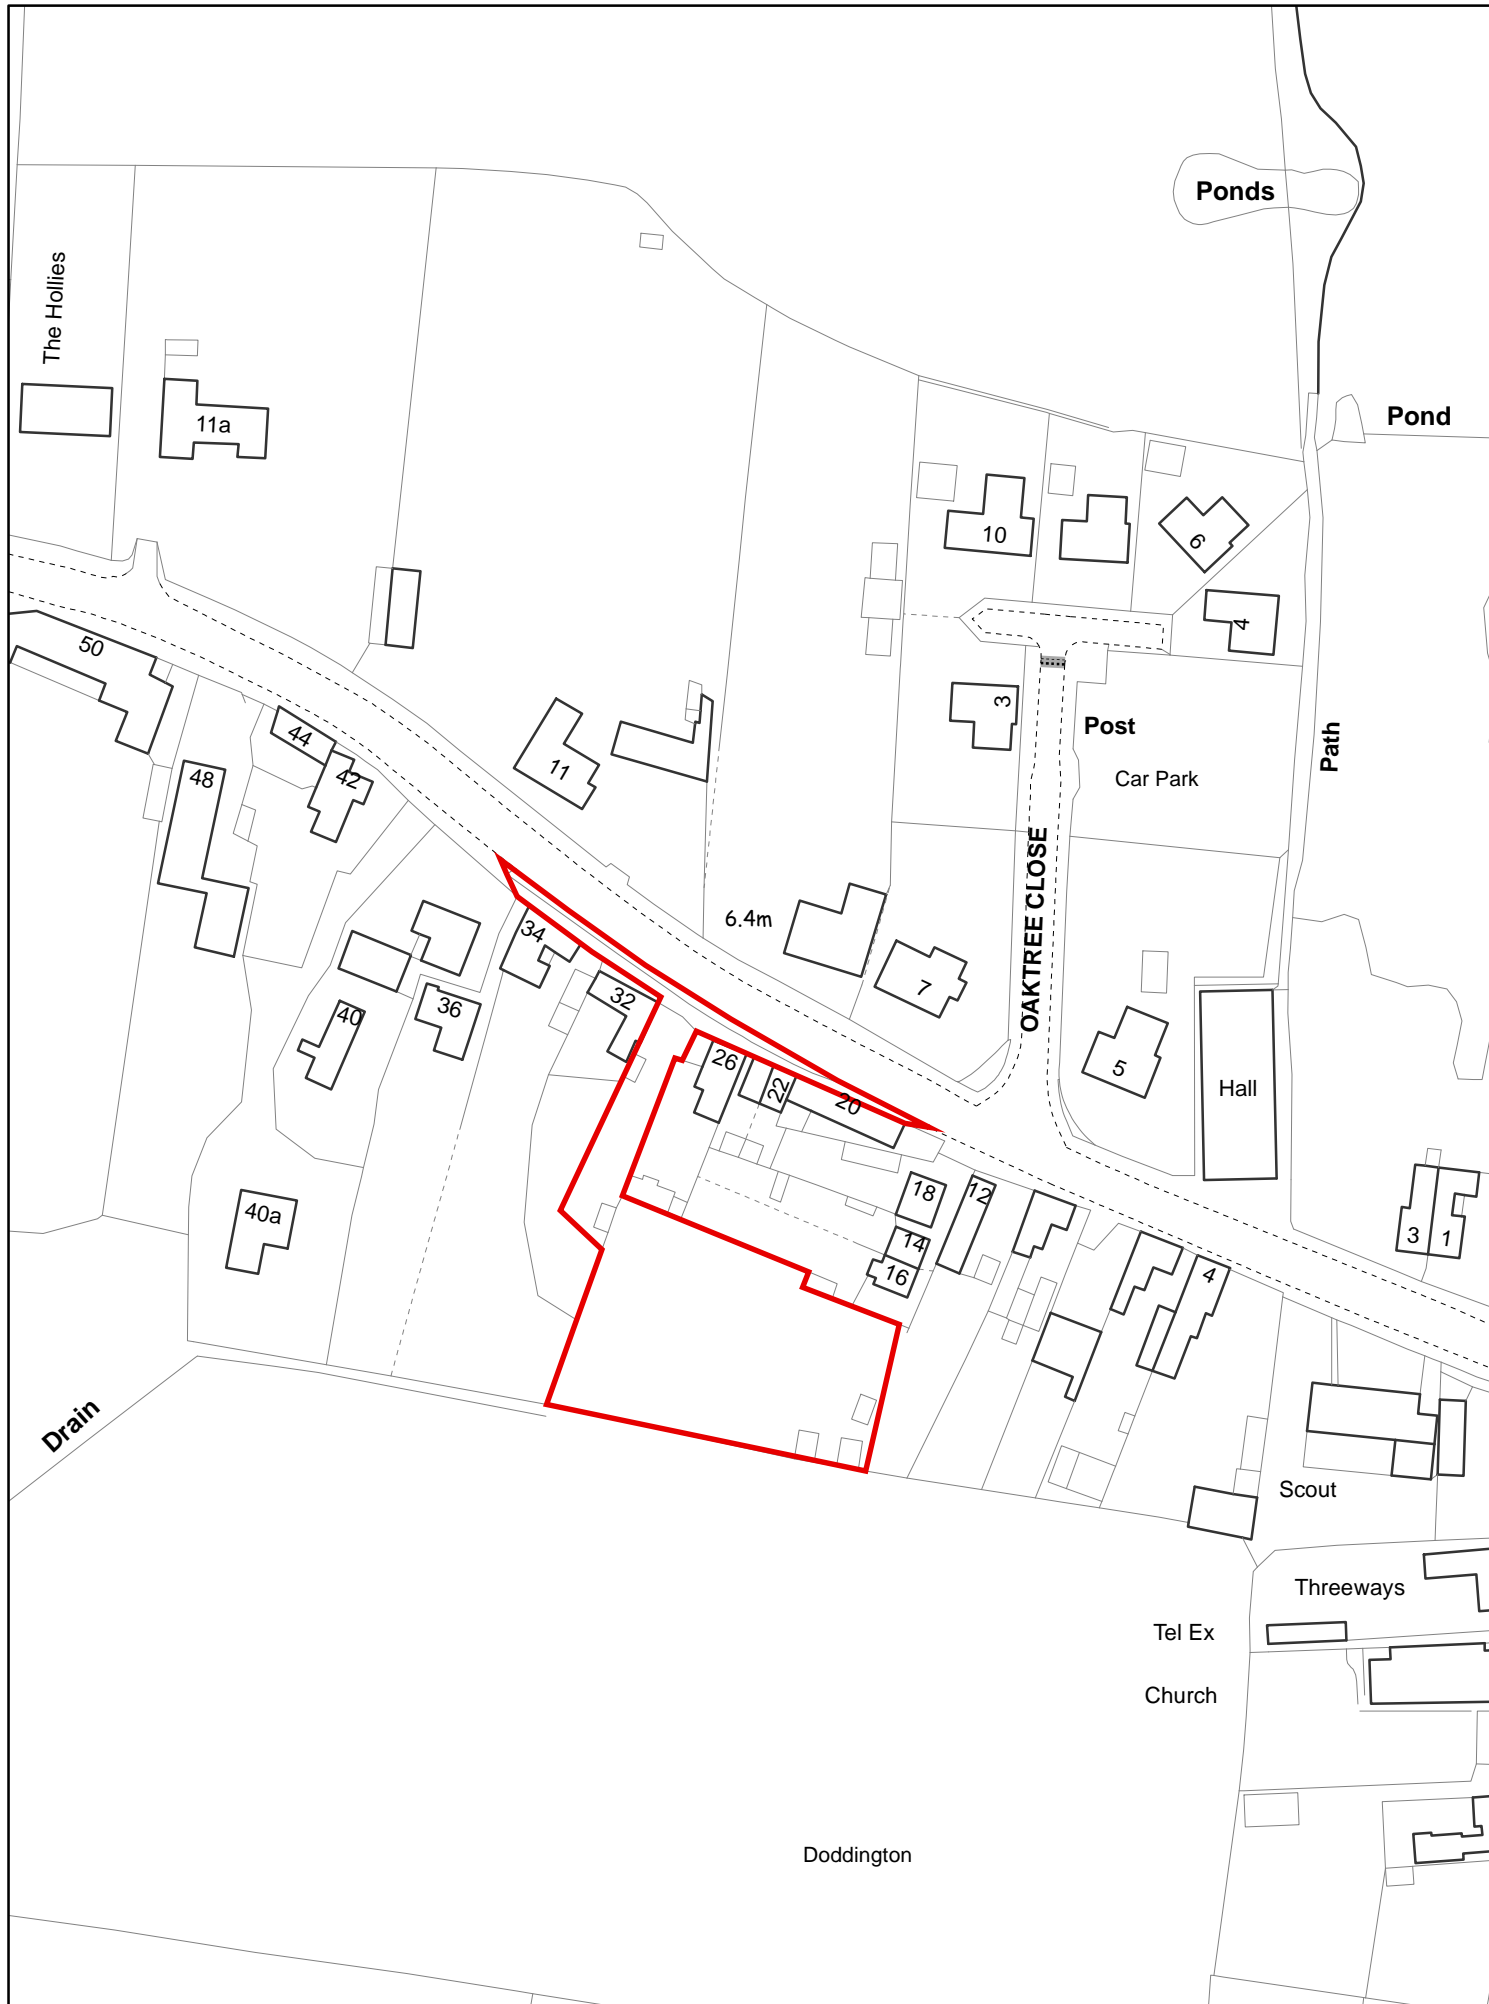 Ponds
The Hollies
Pond
11a
10
6
4
50
3
Post
Path
44
11
42
48
Car Park
OAKTREE CLOSE
6.4m
34
7
32
36
40
26
22
20
5
Hall
18
12
40a
14
16
3
1
4
Drain
Scout
Threeways
Tel Ex
Church
Doddington